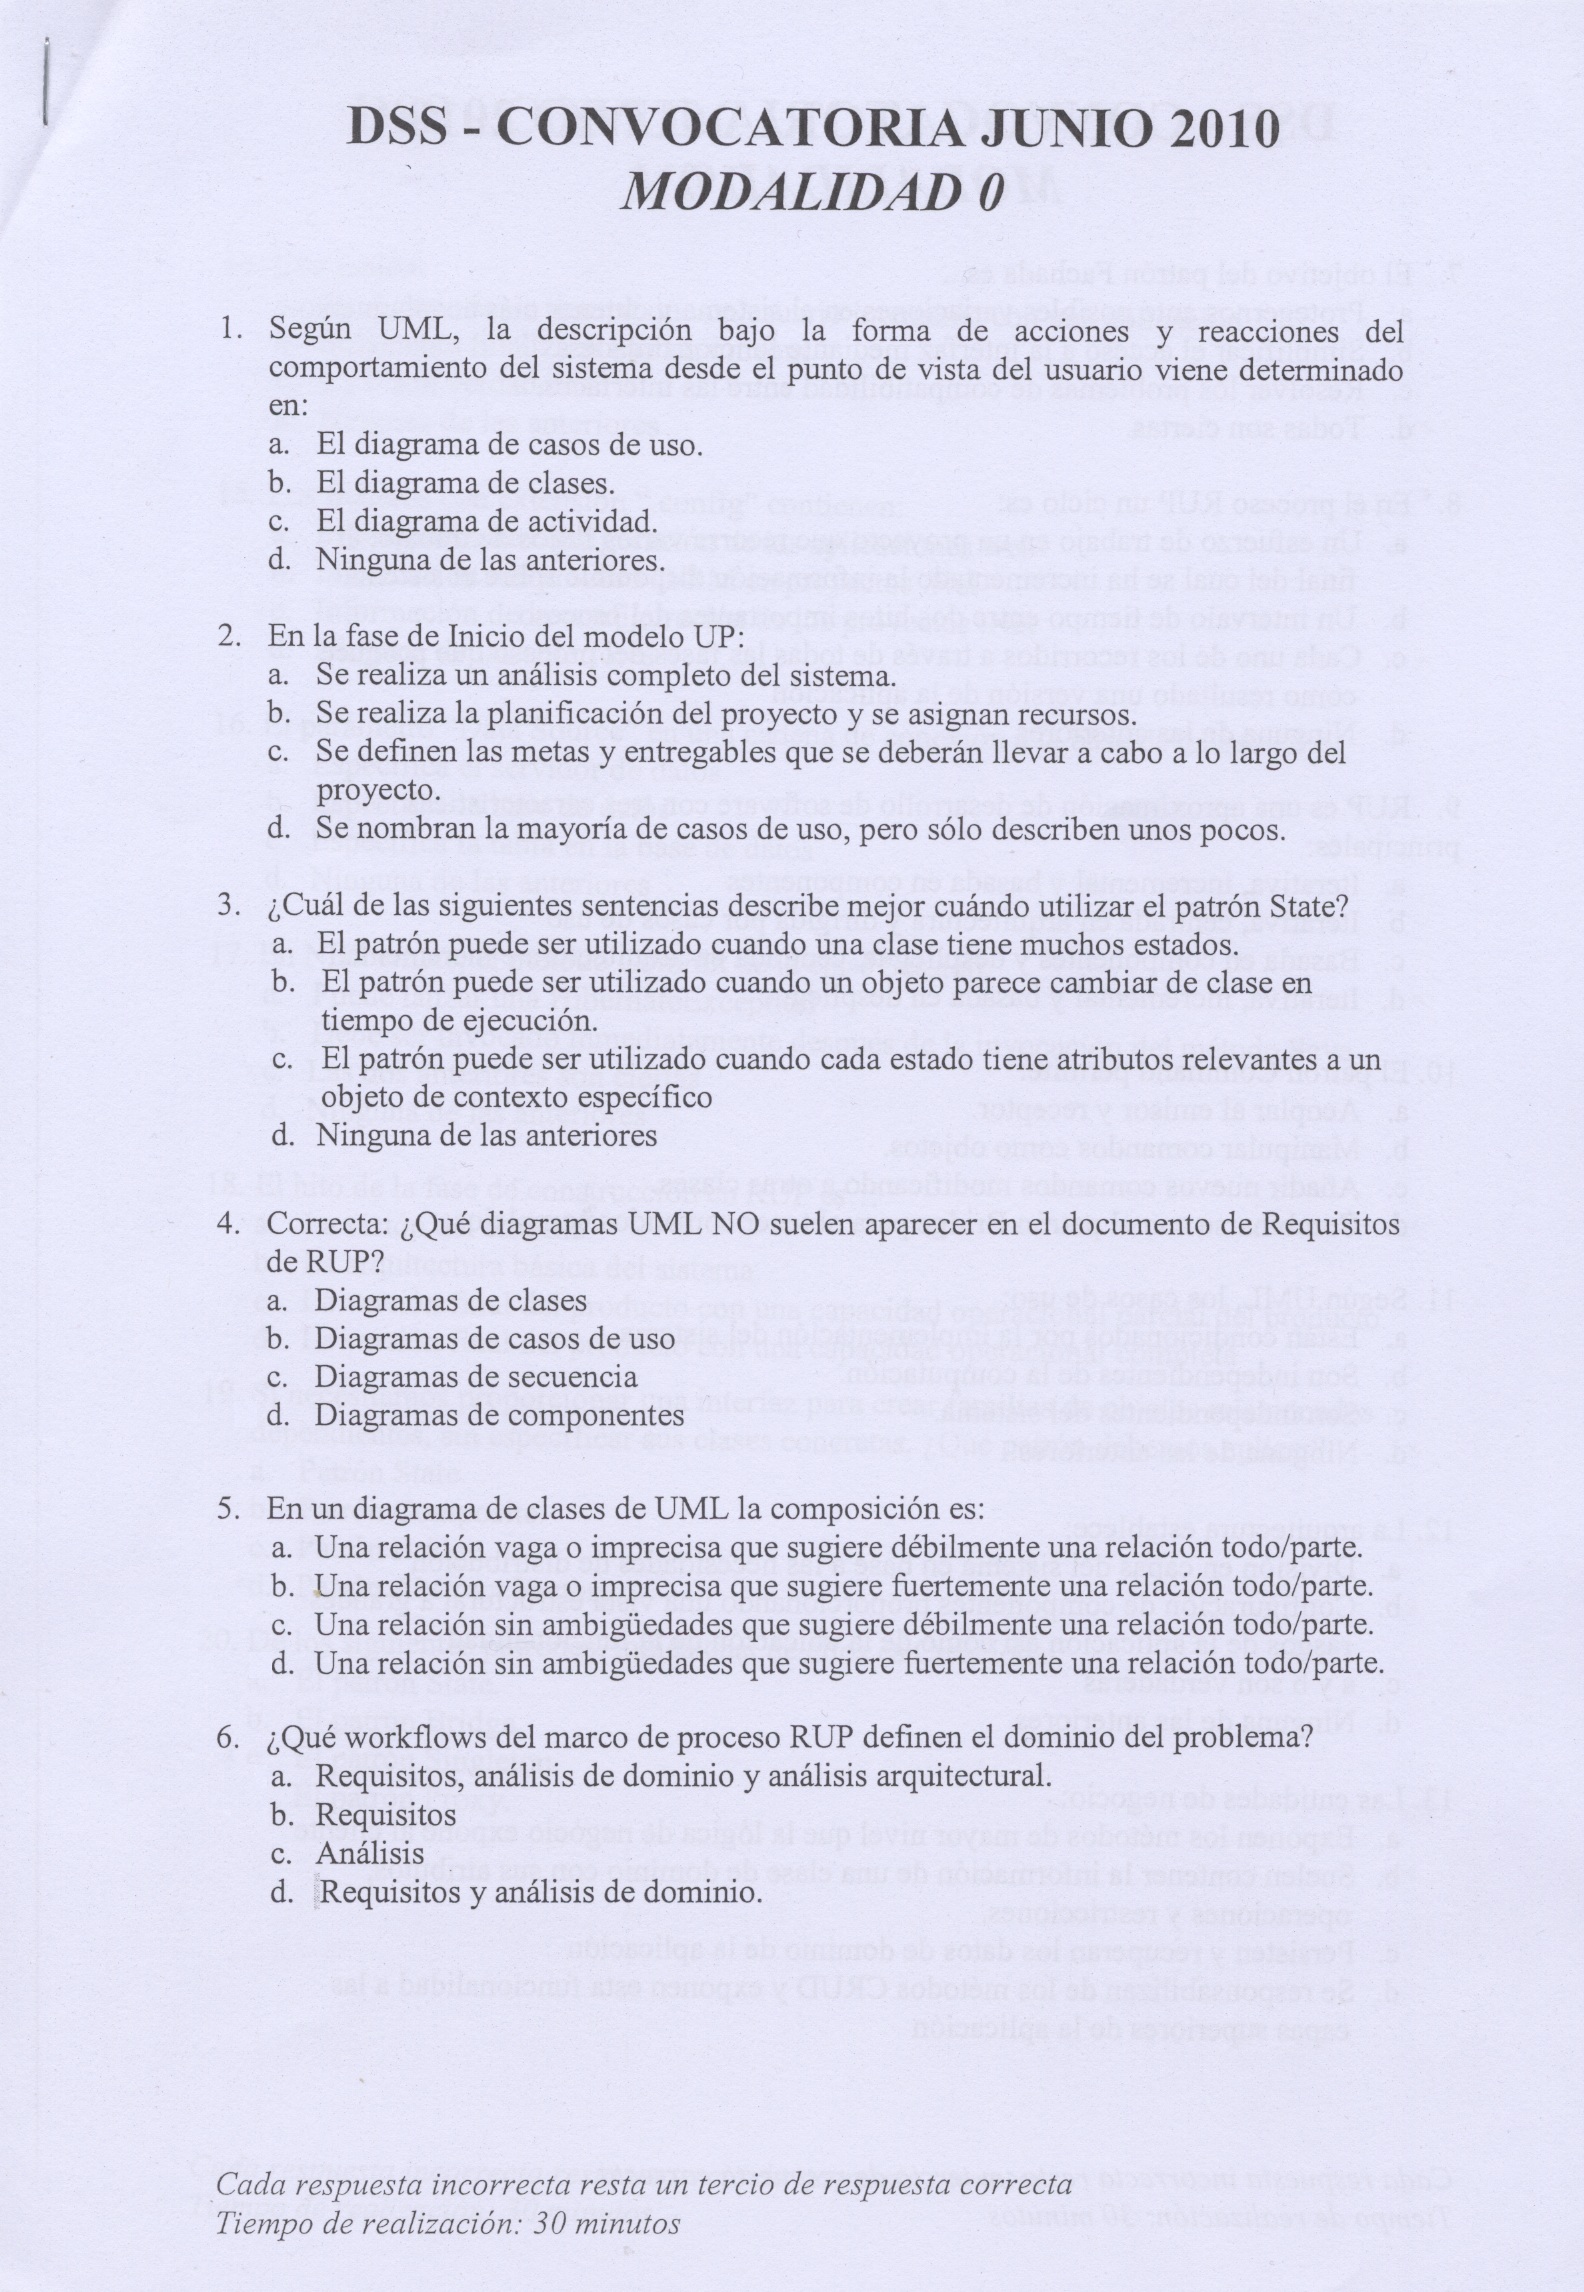 DSS - CONVOCATORIA JUNIO 2010
MODALIDAD 0
1. Según UML, la descripción bajo la forma de acciones y reacciones del
comportamiento del sistema desde el punto de vista del usuario viene determinado
en:
a. El diagrama de casos de uso.
b. El diagrama de clases.
c. El diagrama de actividad.
d. Ninguna de las anteriores.
2. En la fase de Inicio del modelo UP:
a. Se realiza un análisis completo del sistema.
b. Se realiza la planificación del proyecto y se asignan recursos.
c. Se definen las metas y entregables que se deberán llevar a cabo a lo largo del
proyecto.
d. Se nombran la mayoría de casos de uso, pero sólo describen unos pocos.
3. ¿Cuál de las siguientes sentencias describe mejor cuándo utilizar el patrón State?
a. El patrón puede ser utilizado cuando una clase tiene muchos estados.
b. El patrón puede ser utilizado cuando un objeto parece cambiar de clase en
tiempo de ejecución.
c. El patrón puede ser utilizado cuando cada estado tiene atributos relevantes a un
objeto de contexto específico
d. Ninguna de las anteriores
4. Correcta: ¿Qué diagramas UML NO suelen aparecer en el documento de Requisitos
de RUP?
a. Diagramas de clases
b. Diagramas de casos de uso
c. Diagramas de secuencia
d. Diagramas de componentes
5. En un diagrama de clases de UML la composición es:
a. Una relación vaga o imprecisa que sugiere débilmente una relación todo/parte.
b. Una relación vaga o imprecisa que sugiere fuertemente una relación todo/parte.
c. Una relación sin ambigüedades que sugiere débilmente una relación todo/parte.
d. Una relación sin ambigüedades que sugiere fuertemente una relación todo/parte.
6. ¿Qué workflows del marco de proceso RUP definen el dominio del problema?
a. Requisitos, análisis de dominio y análisis arquitectural.
b. Requisitos
c. Análisis
d. Requisitos y análisis de dominio.
Cada respuesta incorrecta resta un tercio de respuesta correcta
Tiempo de realización: 30 minutos